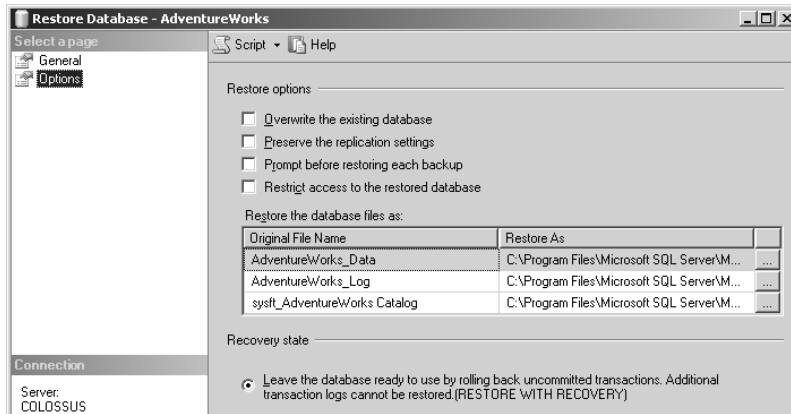 Restore Database - AdventureWorks
Select a page
General
Options
Script
Help
Restore options
Overwrite the existing database
Preserve the replication settings
Prompt before restoring each backup
Restrict access to the restored database
Restore the database files as:
Original File Name Restore As
AdventureWorks_Data C:\Program Files\Microsoft SQL Server\M... ...
AdventureWorks_Log C:\Program Files\Microsoft SQL Server\M... ...
sysft_AdventureWorks Catalog C:\Program Files\Microsoft SQL Server\M... ...
Recovery state
Leave the database ready to use by rolling back uncommitted transactions. Additional
transaction logs cannot be restored.(RESTORE WITH RECOVERY)
Connection
Server:
COLOSSUS